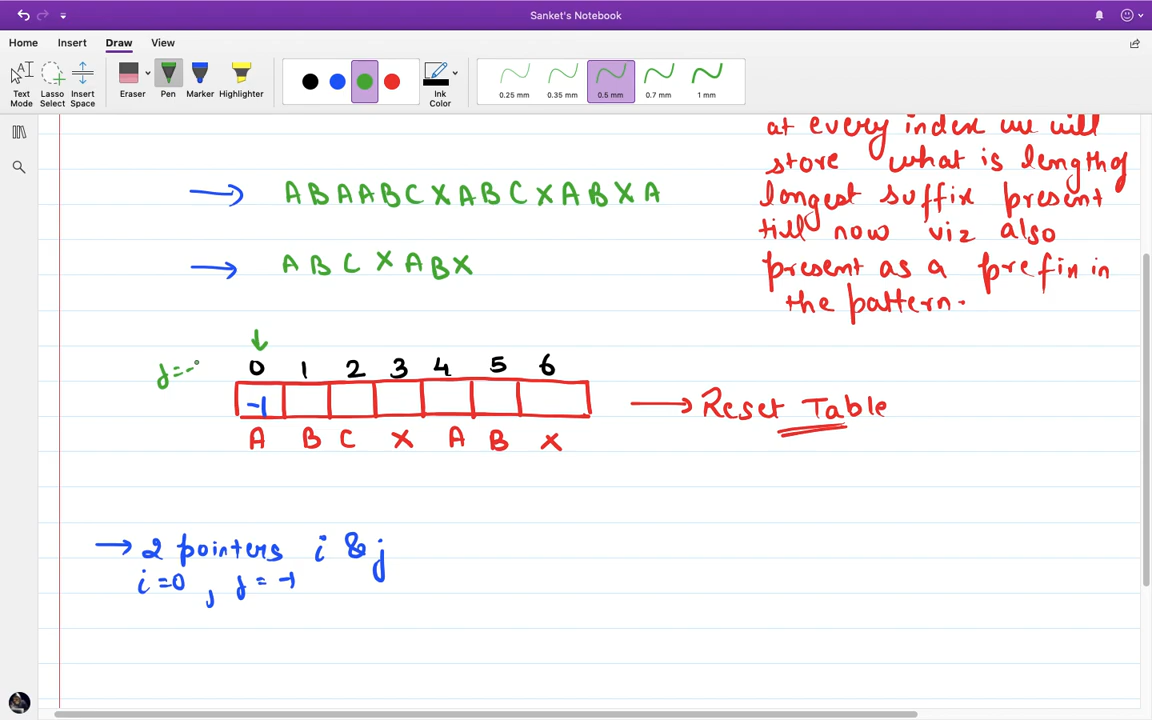 Sanket's Notebook
Home Insert Draw View
Text Mode
Lasso Select
Insert Space
Eraser
Pen
Marker
Highlighter
Ink Color
0.25 mm
0.35 mm
0.5 mm
0.7 mm
1 mm
at every index we will
store what is length of
longest suffix present
till now viz also
present as a prefix in
the pattern.
→ A B A A B C X A B C X A B X A
→ A B C X A B X
j=-
0 1 2 3 4 5 6
-1
A B C X A B X
→ Reset Table
→ 2 pointers i & j
i=0, j=-1